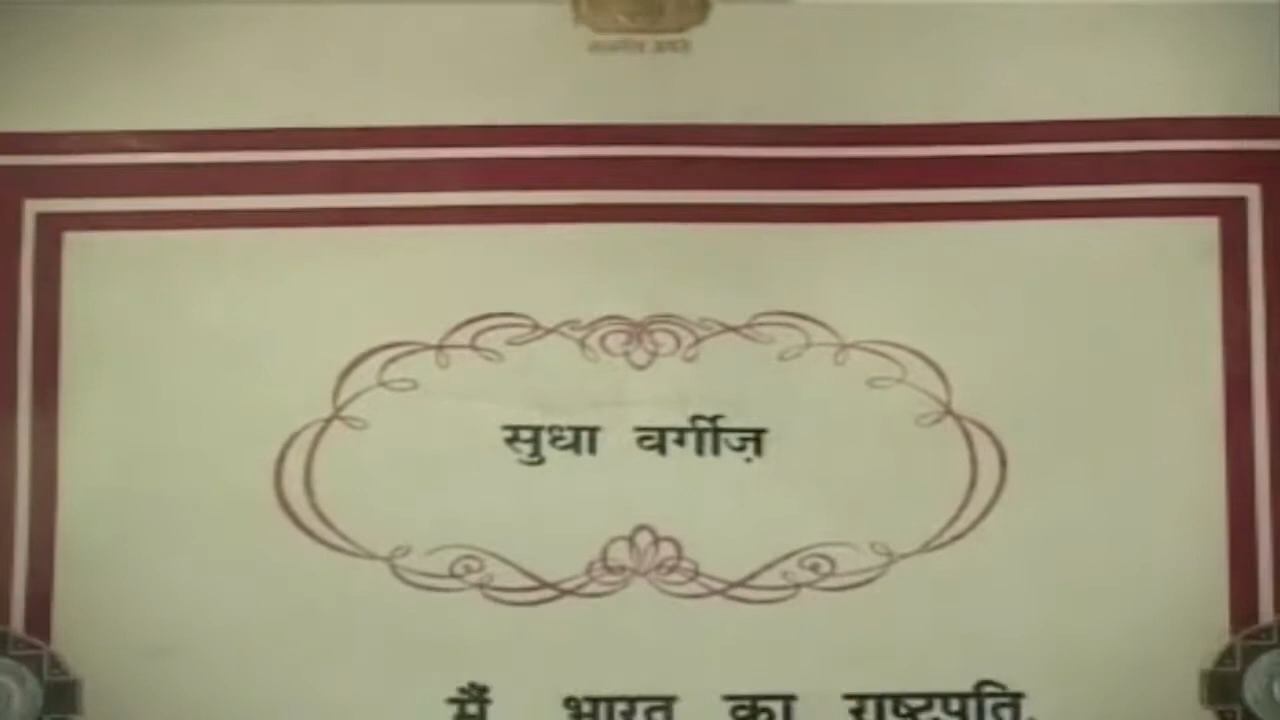 सुधा वर्गीज़
मैं भारत का राष्ट्रपति,